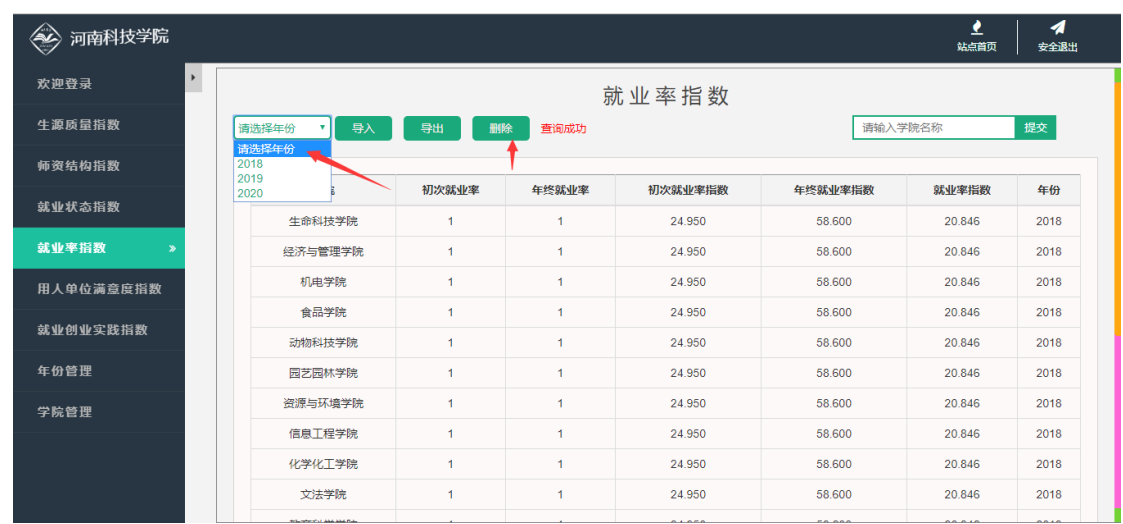 河南科技学院
站点首页
安全退出
欢迎登录
生源质量指数
师资结构指数
就业状态指数
就业率指数
用人单位满意度指数
就业创业实践指数
年份管理
学院管理
就业率指数
请选择年份 导入 导出 删除 查询成功 请输入学院名称 提交
请选择年份
2018
2019
2020
初次就业率 年终就业率 初次就业率指数 年终就业率指数 就业率指数 年份
生命科技学院 1 1 24.950 58.600 20.846 2018
经济与管理学院 1 1 24.950 58.600 20.846 2018
机电学院 1 1 24.950 58.600 20.846 2018
食品学院 1 1 24.950 58.600 20.846 2018
动物科技学院 1 1 24.950 58.600 20.846 2018
园艺园林学院 1 1 24.950 58.600 20.846 2018
资源与环境学院 1 1 24.950 58.600 20.846 2018
信息工程学院 1 1 24.950 58.600 20.846 2018
化学化工学院 1 1 24.950 58.600 20.846 2018
文法学院 1 1 24.950 58.600 20.846 2018